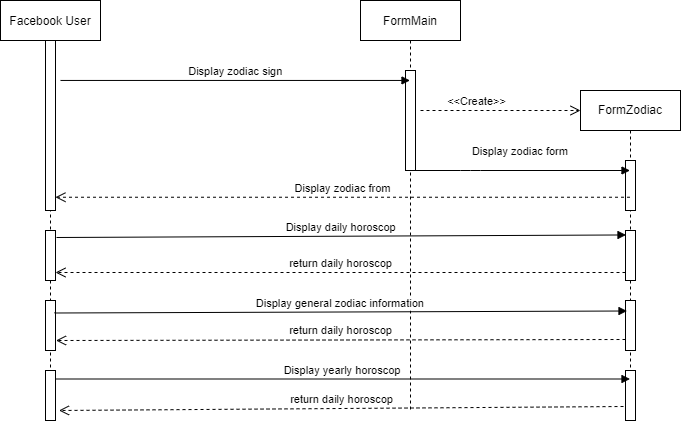 Facebook User
FormMain
Display zodiac sign
<<Create>>
FormZodiac
Display zodiac form
Display zodiac from
Display daily horoscop
return daily horoscop
Display general zodiac information
return daily horoscop
Display yearly horoscop
return daily horoscop